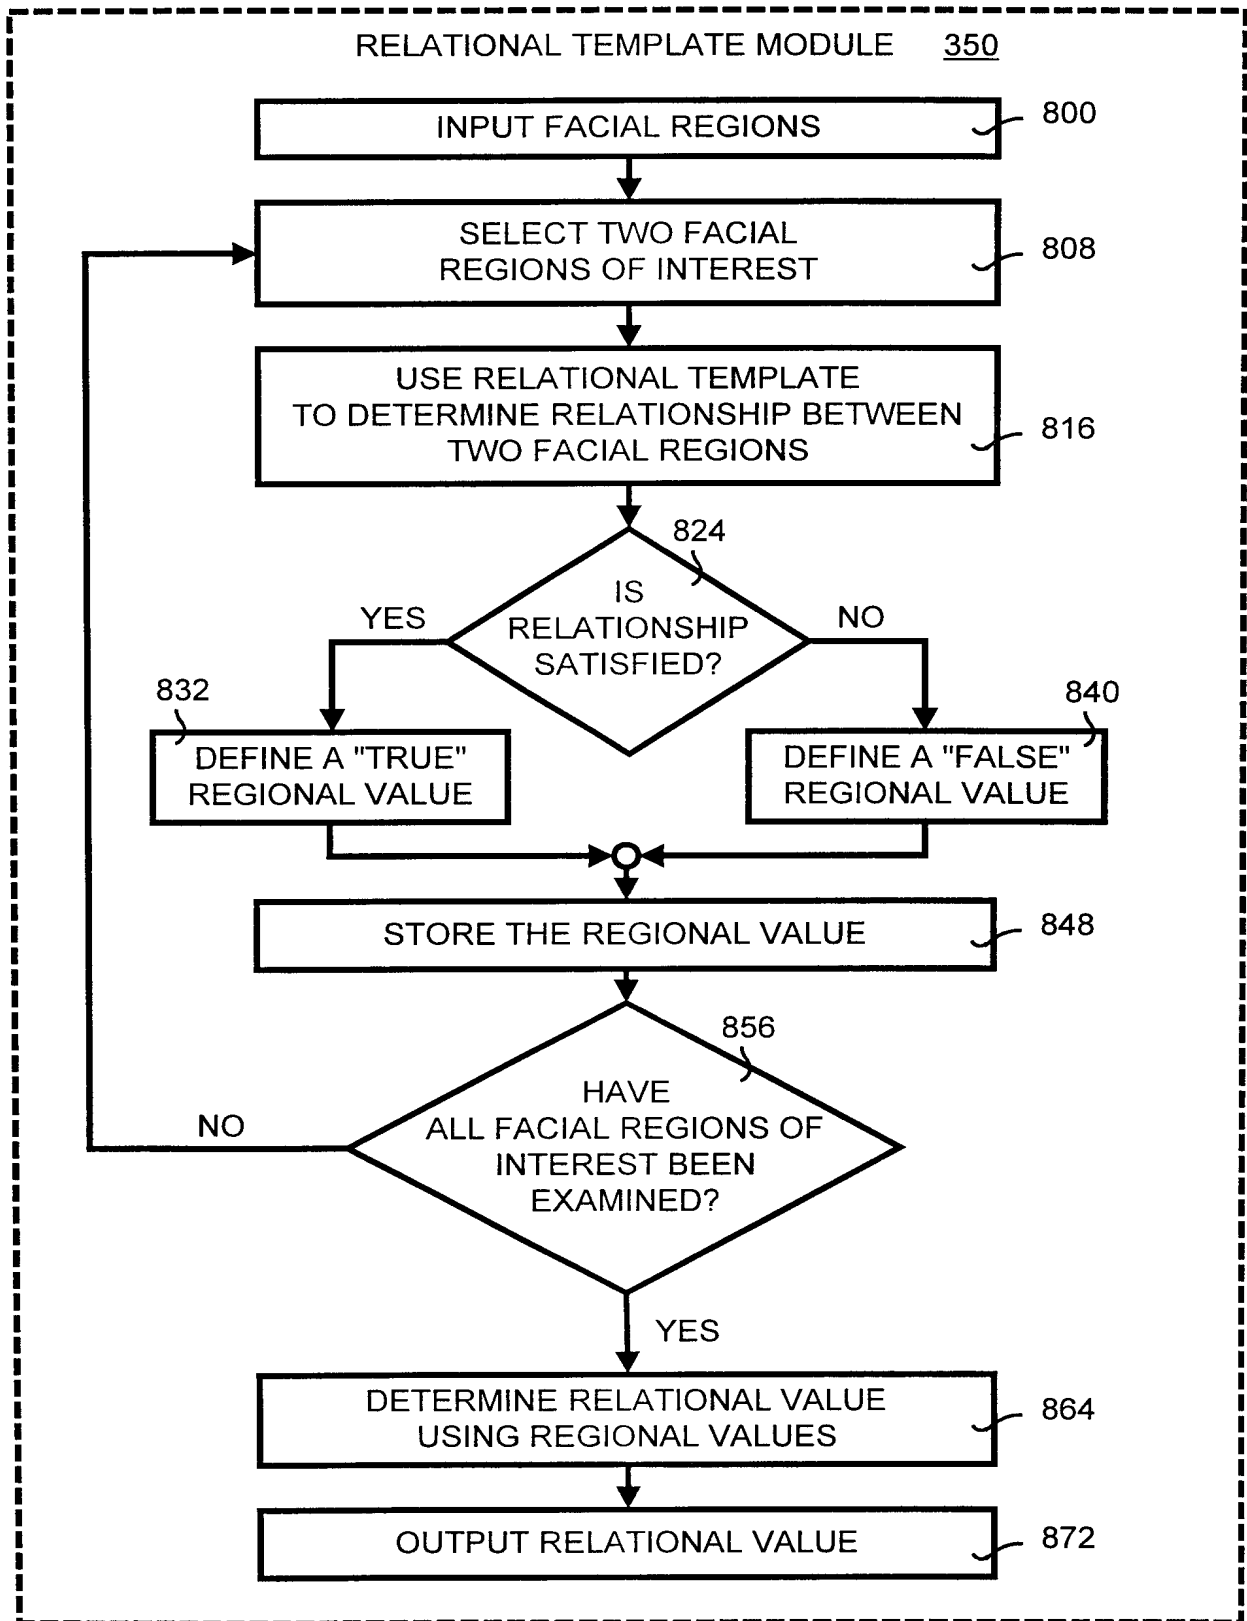 RELATIONAL TEMPLATE MODULE 350
INPUT FACIAL REGIONS
800
SELECT TWO FACIAL
REGIONS OF INTEREST
808
USE RELATIONAL TEMPLATE
TO DETERMINE RELATIONSHIP BETWEEN
TWO FACIAL REGIONS
816
824
IS
RELATIONSHIP
SATISFIED?
YES
NO
832
DEFINE A "TRUE"
REGIONAL VALUE
840
DEFINE A "FALSE"
REGIONAL VALUE
STORE THE REGIONAL VALUE
848
856
HAVE
ALL FACIAL REGIONS OF
INTEREST BEEN
EXAMINED?
NO
YES
DETERMINE RELATIONAL VALUE
USING REGIONAL VALUES
864
OUTPUT RELATIONAL VALUE
872